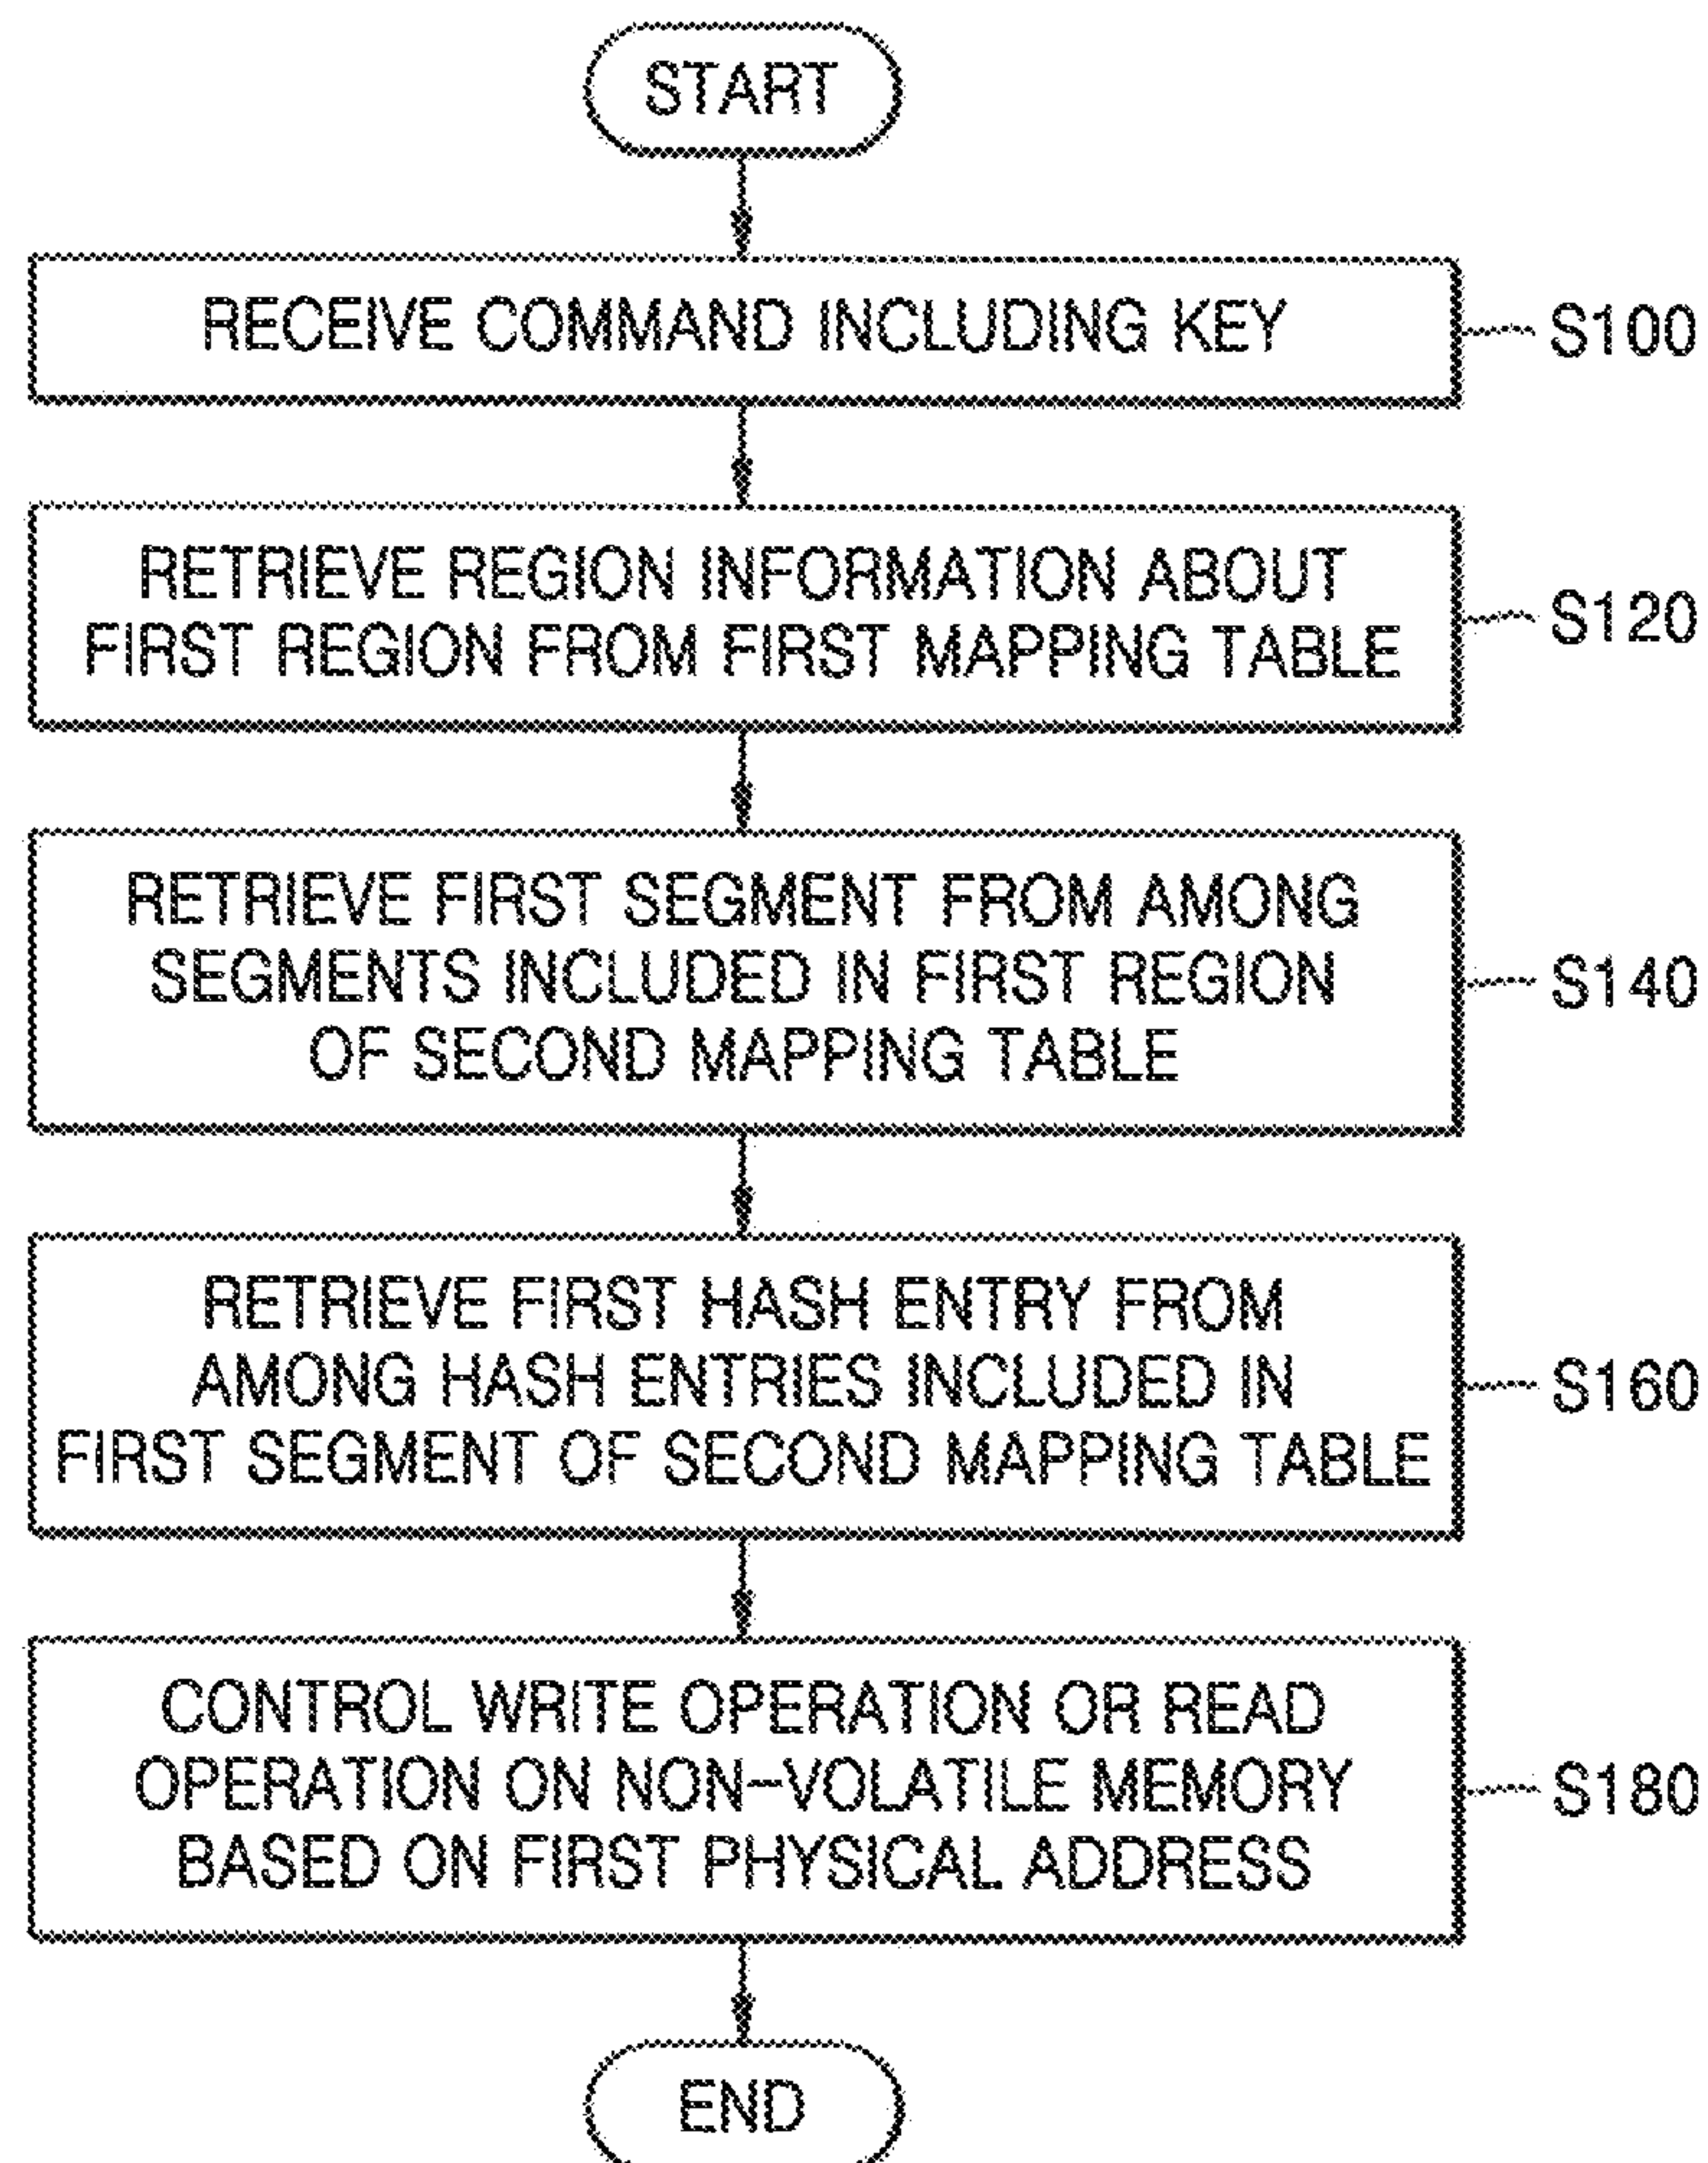 START
RECEIVE COMMAND INCLUDING KEY
S100
RETRIEVE REGION INFORMATION ABOUT
FIRST REGION FROM FIRST MAPPING TABLE
S120
RETRIEVE FIRST SEGMENT FROM AMONG
SEGMENTS INCLUDED IN FIRST REGION
OF SECOND MAPPING TABLE
S140
RETRIEVE FIRST HASH ENTRY FROM
AMONG HASH ENTRIES INCLUDED IN
FIRST SEGMENT OF SECOND MAPPING TABLE
S160
CONTROL WRITE OPERATION OR READ
OPERATION ON NON-VOLATILE MEMORY
BASED ON FIRST PHYSICAL ADDRESS
S180
END